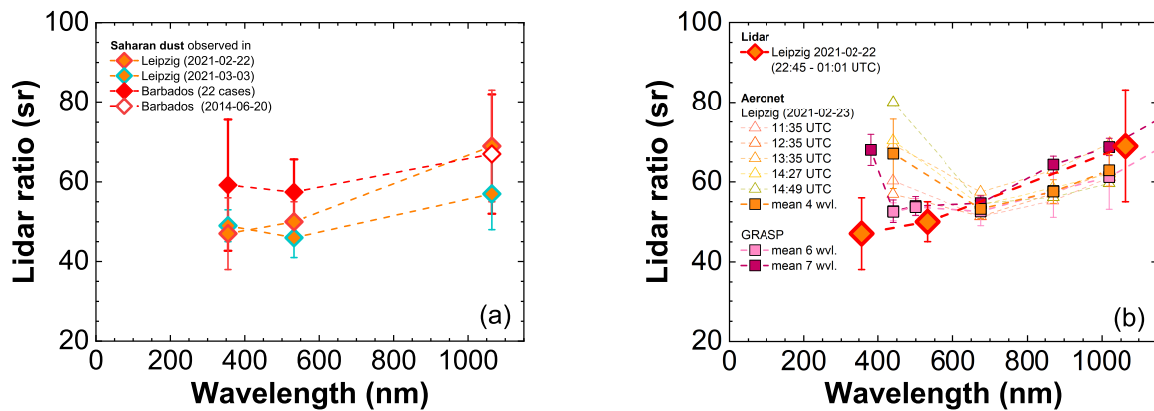 Saharan dust observed in
Leipzig (2021-02-22)
Leipzig (2021-03-03)
Barbados (22 cases)
Barbados (2014-06-20)
Lidar ratio (sr)
100
80
60
40
20
0 200 400 600 800 1000
Wavelength (nm)
(a)
Lidar
Leipzig 2021-02-22
(22:45 - 01:01 UTC)
Aeronet
Leipzig (2021-02-23)
11:35 UTC
12:35 UTC
13:35 UTC
14:27 UTC
14:49 UTC
mean 4 wvl.
GRASP
mean 6 wvl.
mean 7 wvl.
Lidar ratio (sr)
100
80
60
40
20
0 200 400 600 800 1000
Wavelength (nm)
(b)